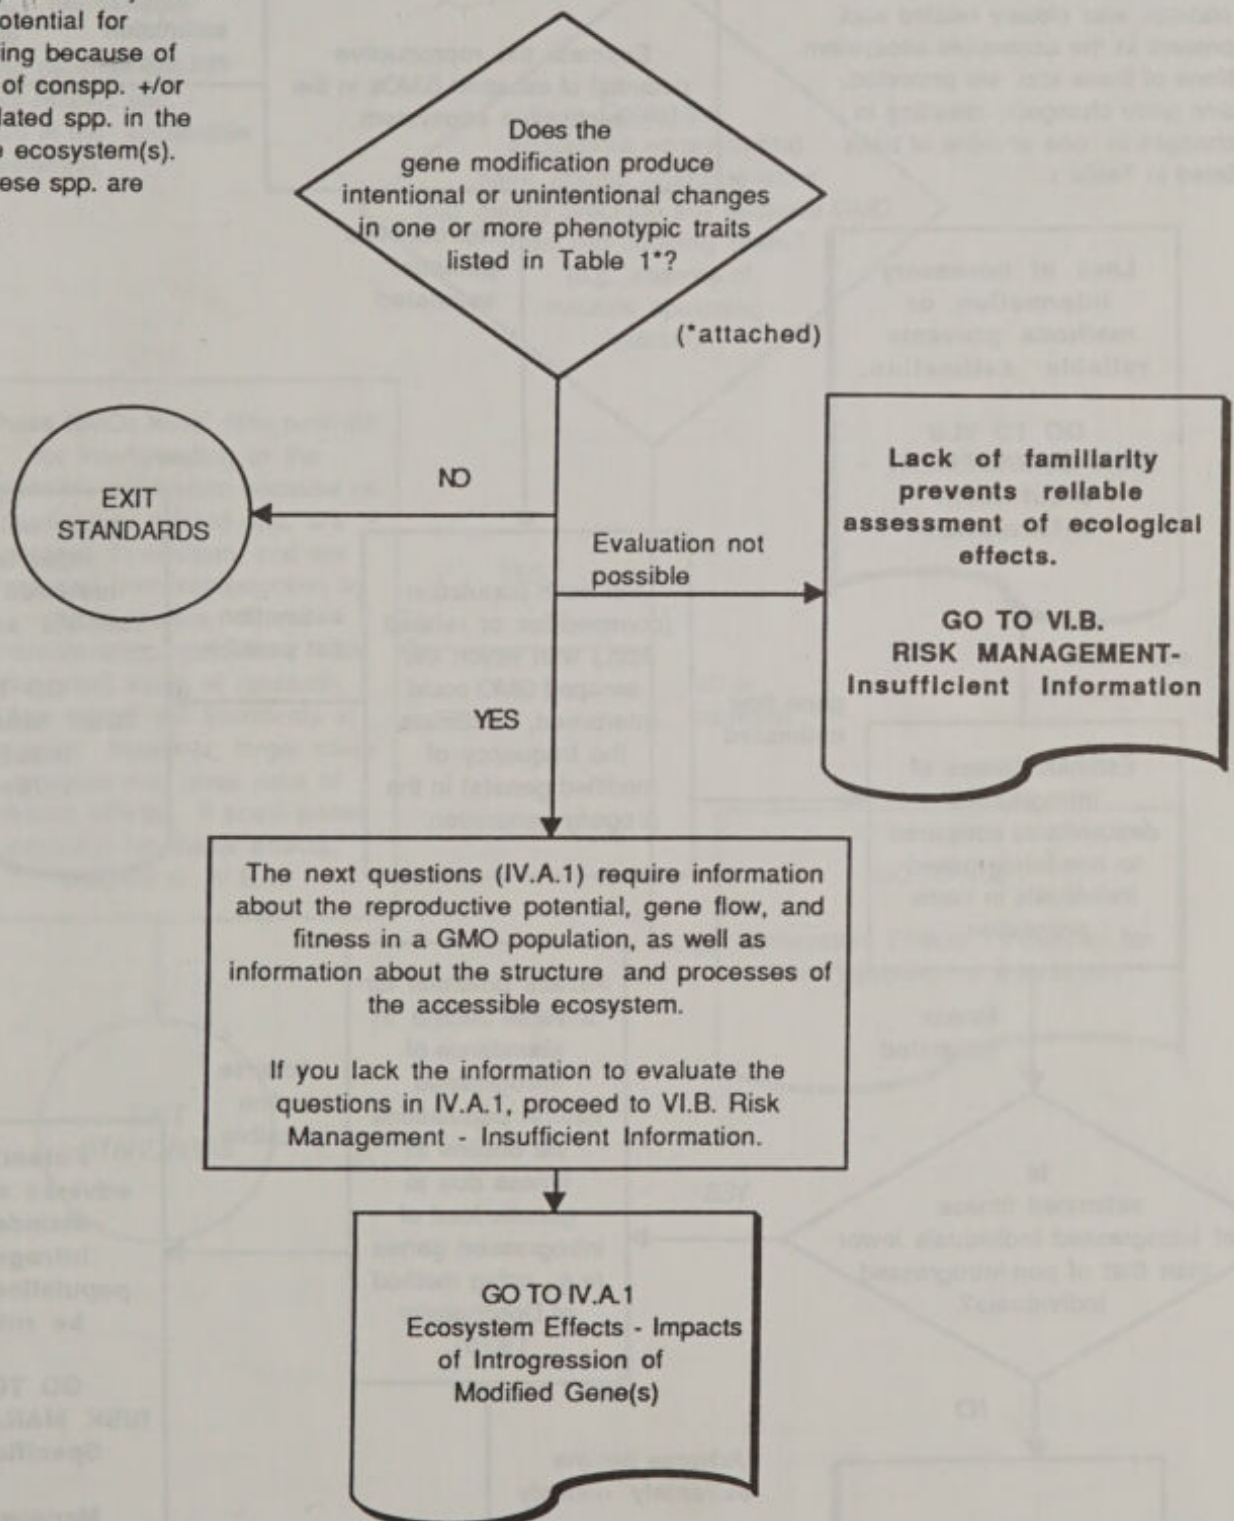 otential for
ing because of
of conspp. +/or
lated spp. in the
ecosystem(s).
ese spp. are
Does the
gene modification produce
intentional or unintentional changes
in one or more phenotypic traits
listed in Table 1*?
(*attached)
NO
EXIT
STANDARDS
Evaluation not
possible
Lack of familiarity
prevents reliable
assessment of ecological
effects.
GO TO VI.B.
RISK MANAGEMENT-
Insufficient Information
YES
The next questions (IV.A.1) require information
about the reproductive potential, gene flow, and
fitness in a GMO population, as well as
information about the structure and processes of
the accessible ecosystem.
If you lack the information to evaluate the
questions in IV.A.1, proceed to VI.B. Risk
Management - Insufficient Information.
GO TO IV.A.1
Ecosystem Effects - Impacts
of Introgression of
Modified Gene(s)